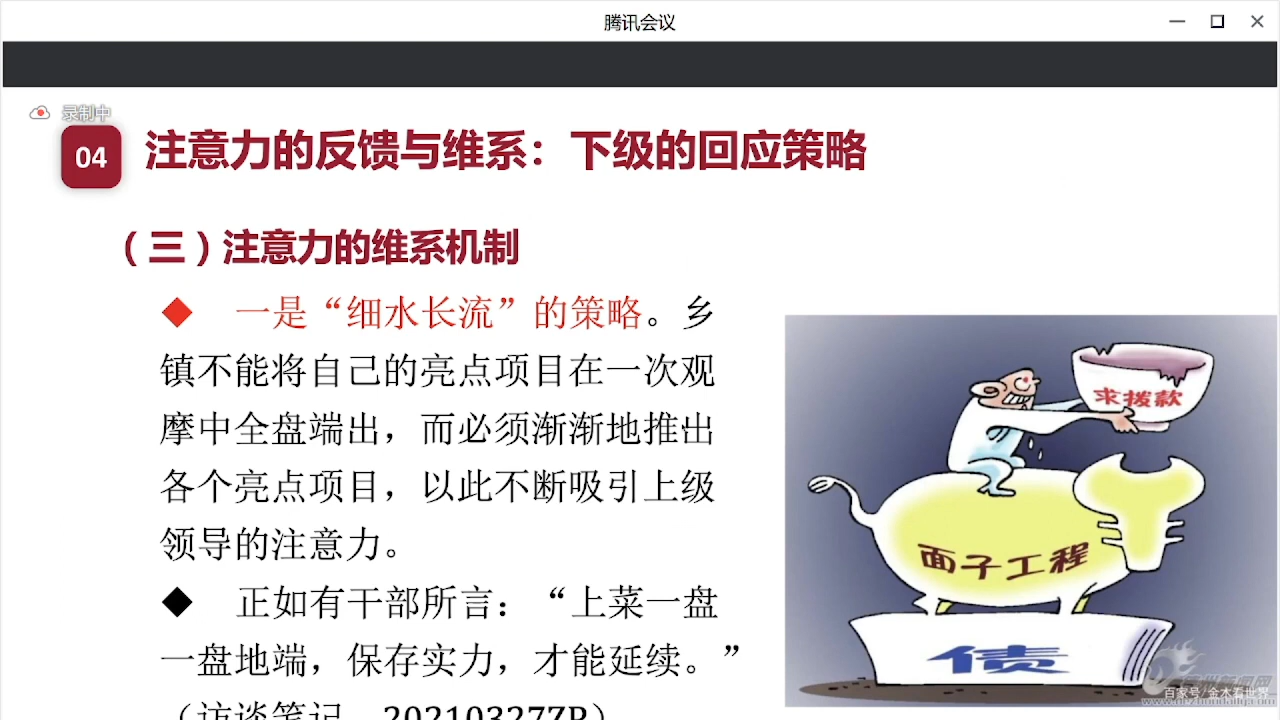 腾讯会议
录制中
04
注意力的反馈与维系：下级的回应策略
（三）注意力的维系机制
◆ 一是“细水长流”的策略。乡
镇不能将自己的亮点项目在一次观
摩中全盘端出，而必须渐渐地推出
各个亮点项目，以此不断吸引上级
领导的注意力。
◆ 正如有干部所言：“上菜一盘
一盘地端，保存实力，才能延续。”
（访谈笔记，20210327ZR）
求拨款
面子工程
债
百家号/金木看世界